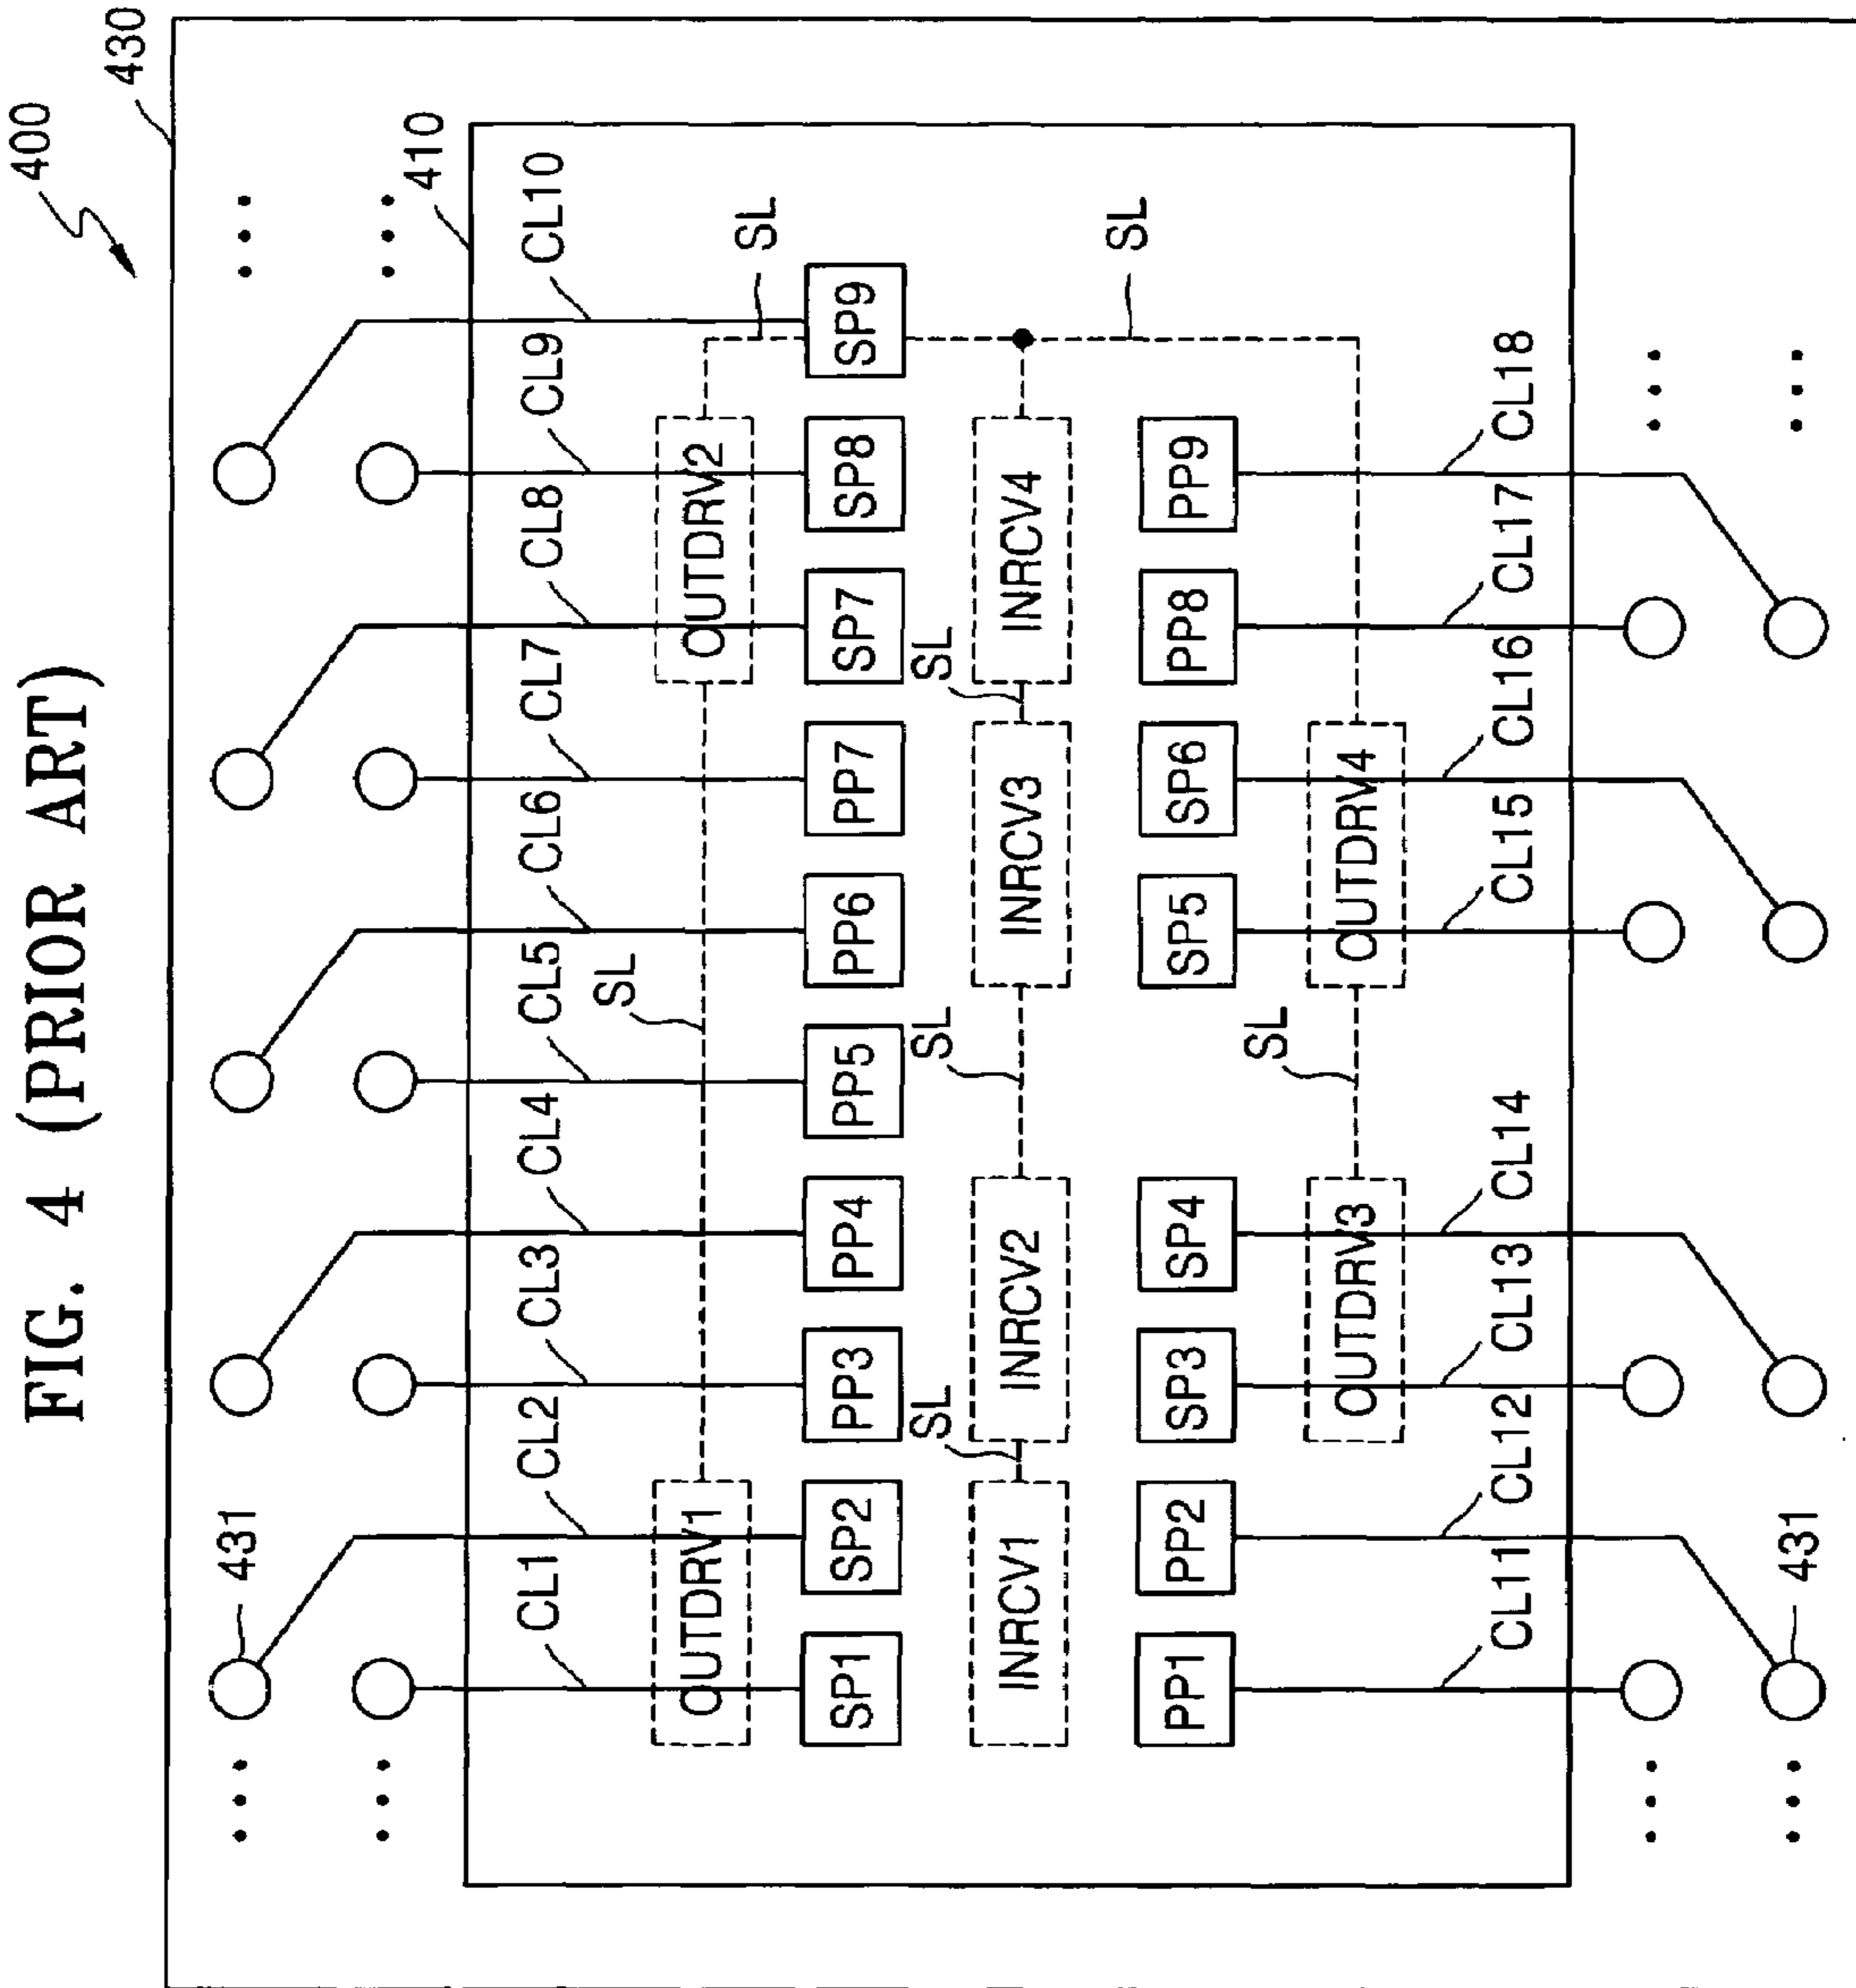 FIG. 4 (PRIOR ART)
400
430
410
431
CL1
CL2
CL3
CL4
CL5
CL6
CL7
CL8
CL9
CL10
OUTDRV1
SL
OUTDRV2
SL
SP1
SP2
PP3
PP4
PP5
PP6
PP7
SP7
SP8
SP9
SL
SL
SL
SL
INRCV1
INRCV2
INRCV3
INRCV4
PP1
PP2
SP3
SP4
SP5
SP6
PP8
PP9
SL
OUTDRV3
OUTDRV4
CL11
CL12
CL13
CL14
CL15
CL16
CL17
CL18
431